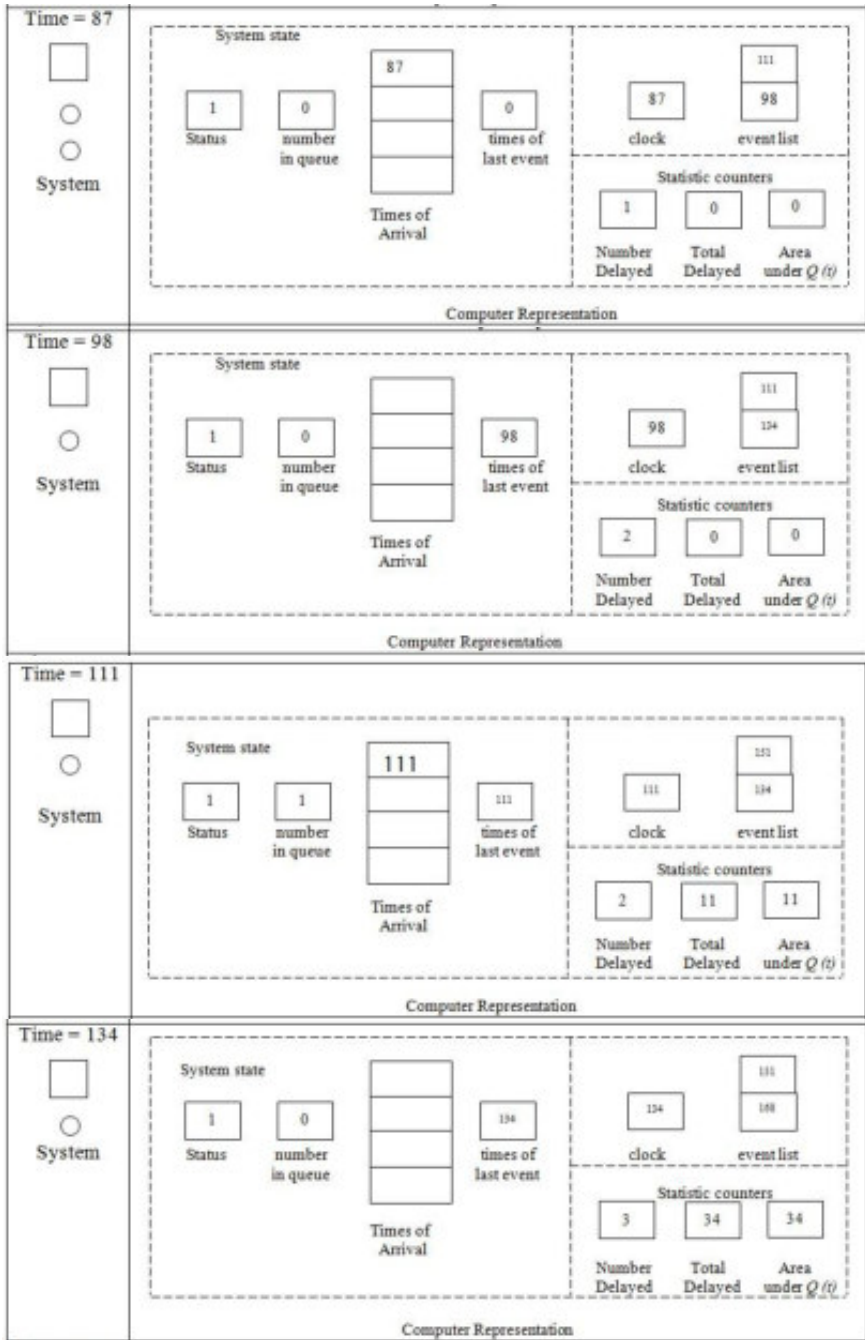 Time = 87
System
System state
1
Status
0
number
in queue
87
Times of
Arrival
0
times of
last event
87
clock
111
98
event list
Statistic counters
1
0
0
Number
Delayed
Total
Delayed
Area
under Q (t)
Computer Representation
Time = 98
System
System state
1
Status
0
number
in queue
Times of
Arrival
98
times of
last event
98
clock
111
134
event list
Statistic counters
2
0
0
Number
Delayed
Total
Delayed
Area
under Q (t)
Computer Representation
Time = 111
System
System state
1
Status
1
number
in queue
111
Times of
Arrival
111
times of
last event
111
clock
151
134
event list
Statistic counters
2
11
11
Number
Delayed
Total
Delayed
Area
under Q (t)
Computer Representation
Time = 134
System
System state
1
Status
0
number
in queue
Times of
Arrival
134
times of
last event
134
clock
151
168
event list
Statistic counters
3
34
34
Number
Delayed
Total
Delayed
Area
under Q (t)
Computer Representation